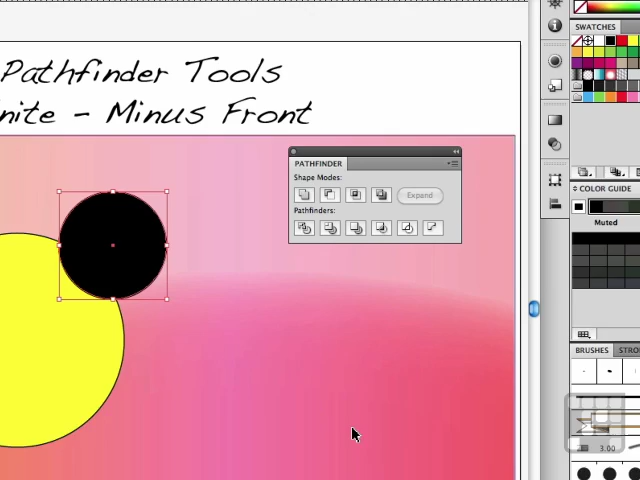 Pathfinder Tools
nite - Minus Front
SWATCHES
PATHFINDER
Shape Modes:
Expand
Pathfinders:
COLOR GUIDE
Muted
BRUSHES
STRO
3.00